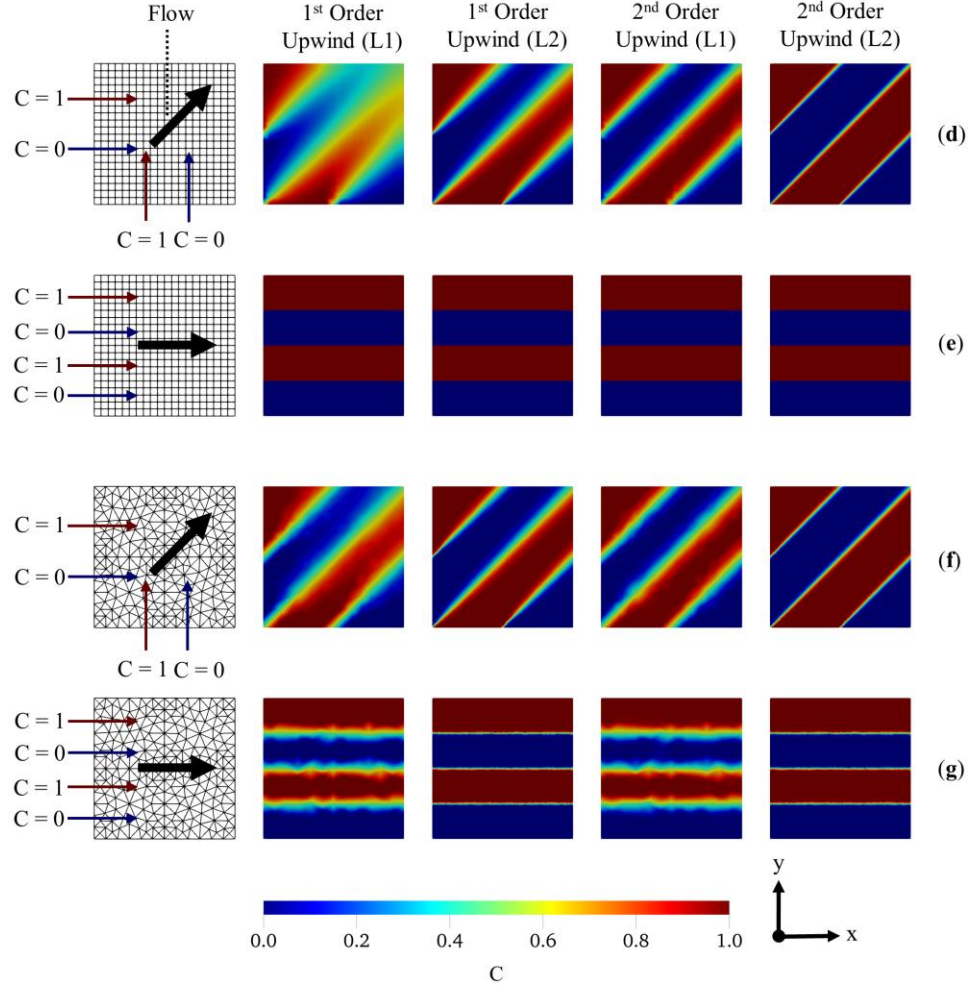 Flow
1st Order Upwind (L1)
1st Order Upwind (L2)
2nd Order Upwind (L1)
2nd Order Upwind (L2)
C = 1
C = 0
C = 1 C = 0
(d)
C = 1
C = 0
C = 1
C = 0
(e)
C = 1
C = 0
C = 1 C = 0
(f)
C = 1
C = 0
C = 1
C = 0
(g)
0.0 0.2 0.4 0.6 0.8 1.0
C
y
x